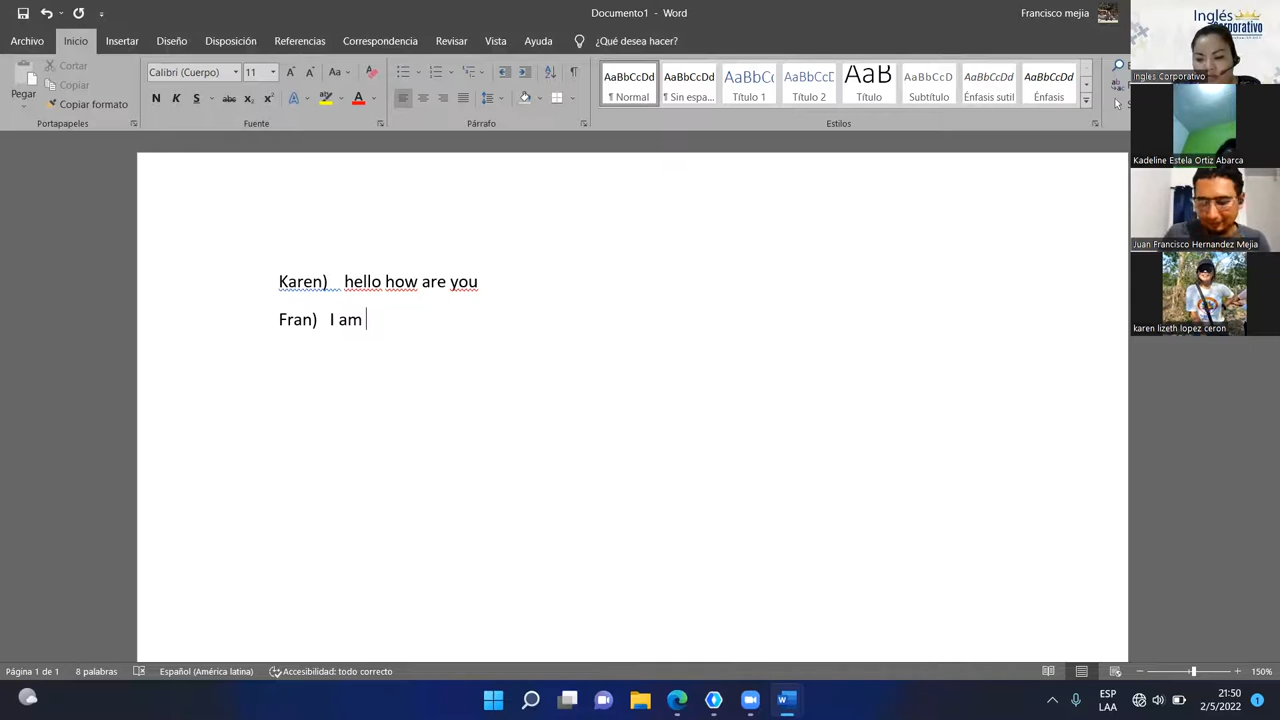 Documento1 - Word
Francisco mejia
Archivo Inicio Insertar Diseño Disposición Referencias Correspondencia Revisar Vista Ayuda ¿Qué desea hacer?
Pegar
Cortar
Copiar
Copiar formato
Portapapeles
Calibri (Cuerpo) 11
Fuente
Párrafo
AaBbCcDd
¶ Normal
AaBbCcDd
¶ Sin espa...
AaBbCc
Título 1
AaBbCcD
Título 2
AaB
Título
AaBbCcD
Subtítulo
AaBbCcDd
Énfasis sutil
AaBbCcDd
Énfasis
Estilos
Karen) hello how are you
Fran) I am
Inglés
Corporativo
Ingles Corporativo
Kadeline Estela Ortiz Abarca
Juan Francisco Hernandez Mejia
karen lizeth lopez ceron
Página 1 de 1 8 palabras Español (América latina) Accesibilidad: todo correcto 150%
ESP
LAA
21:50
2/5/2022